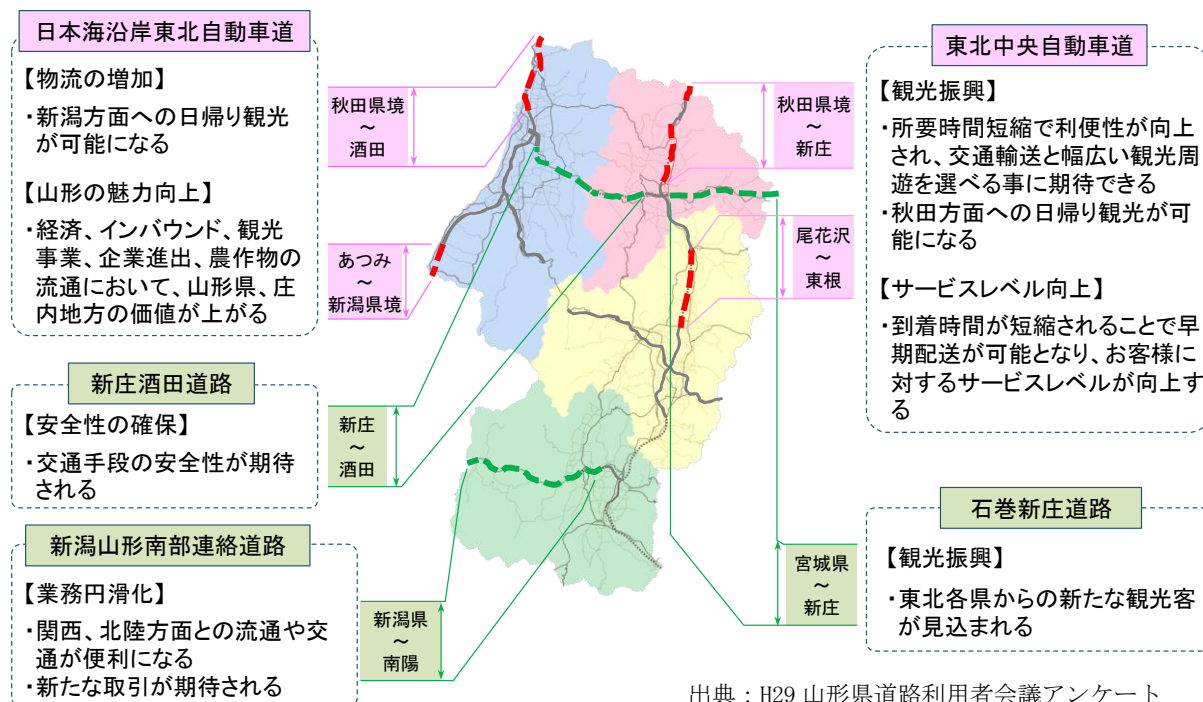 日本海沿岸東北自動車道
【物流の増加】
・新潟方面への日帰り観光
が可能になる
【山形の魅力向上】
・経済、インバウンド、観光
事業、企業進出、農作物の
流通において、山形県、庄
内地方の価値が上がる
新庄酒田道路
【安全性の確保】
・交通手段の安全性が期待
される
新潟山形南部連絡道路
【業務円滑化】
・関西、北陸方面との流通や交
通が便利になる
・新たな取引が期待される
秋田県境
～
酒田
あつみ
～
新潟県境
新庄
～
酒田
新潟県
～
南陽
秋田県境
～
新庄
尾花沢
～
東根
宮城県
～
新庄
東北中央自動車道
【観光振興】
・所要時間短縮で利便性が向上
され、交通輸送と幅広い観光周
遊を選べる事に期待できる
・秋田方面への日帰り観光が可
能になる
【サービスレベル向上】
・到着時間が短縮されることで早
期配送が可能となり、お客様に
対するサービスレベルが向上す
る
石巻新庄道路
【観光振興】
・東北各県からの新たな観光客
が見込まれる
出典：H29 山形県道路利用者会議アンケート